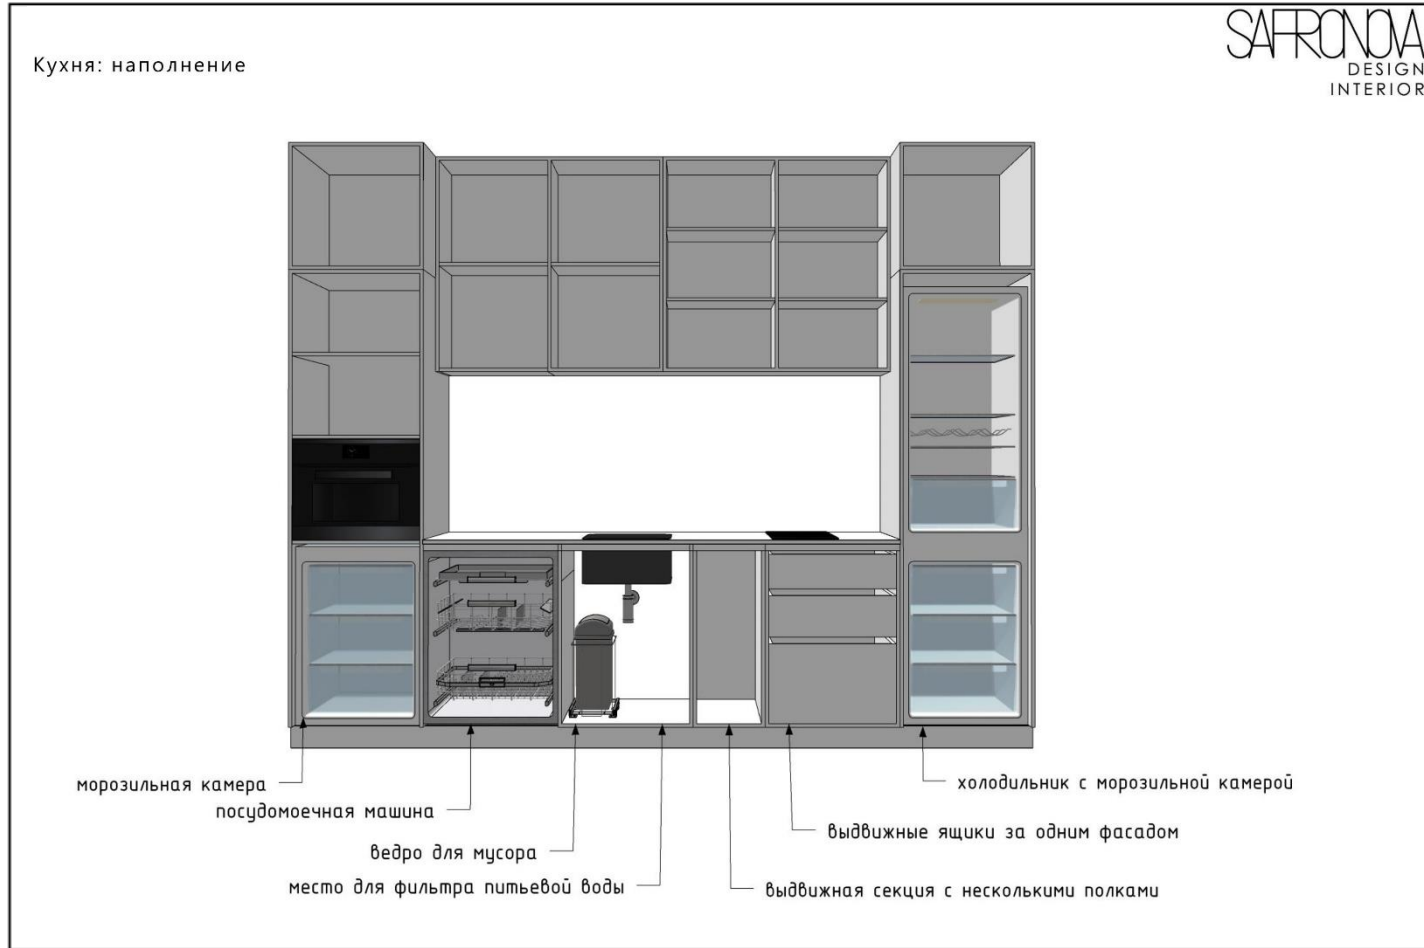 Кухня: наполнение
SAFRONOVA
DESIGN
INTERIOR
морозильная камера
посудомоечная машина
ведро для мусора
место для фильтра питьевой воды
холодильник с морозильной камерой
выдвижные ящики за одним фасадом
выдвижная секция с несколькими полками